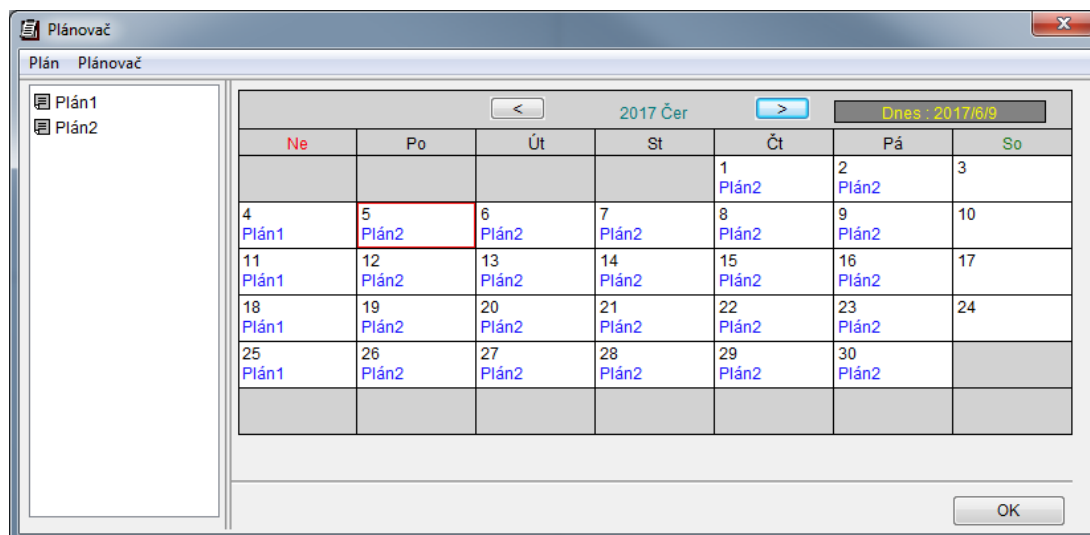 Plánovač
Plán Plánovač
Plán1
Plán2
< 2017 Čer > Dnes : 2017/6/9
Ne Po Út St Čt Pá So
1 2 3
Plán2 Plán2
4 5 6 7 8 9 10
Plán1 Plán2 Plán2 Plán2 Plán2 Plán2
11 12 13 14 15 16 17
Plán1 Plán2 Plán2 Plán2 Plán2 Plán2
18 19 20 21 22 23 24
Plán1 Plán2 Plán2 Plán2 Plán2 Plán2
25 26 27 28 29 30
Plán1 Plán2 Plán2 Plán2 Plán2 Plán2
OK